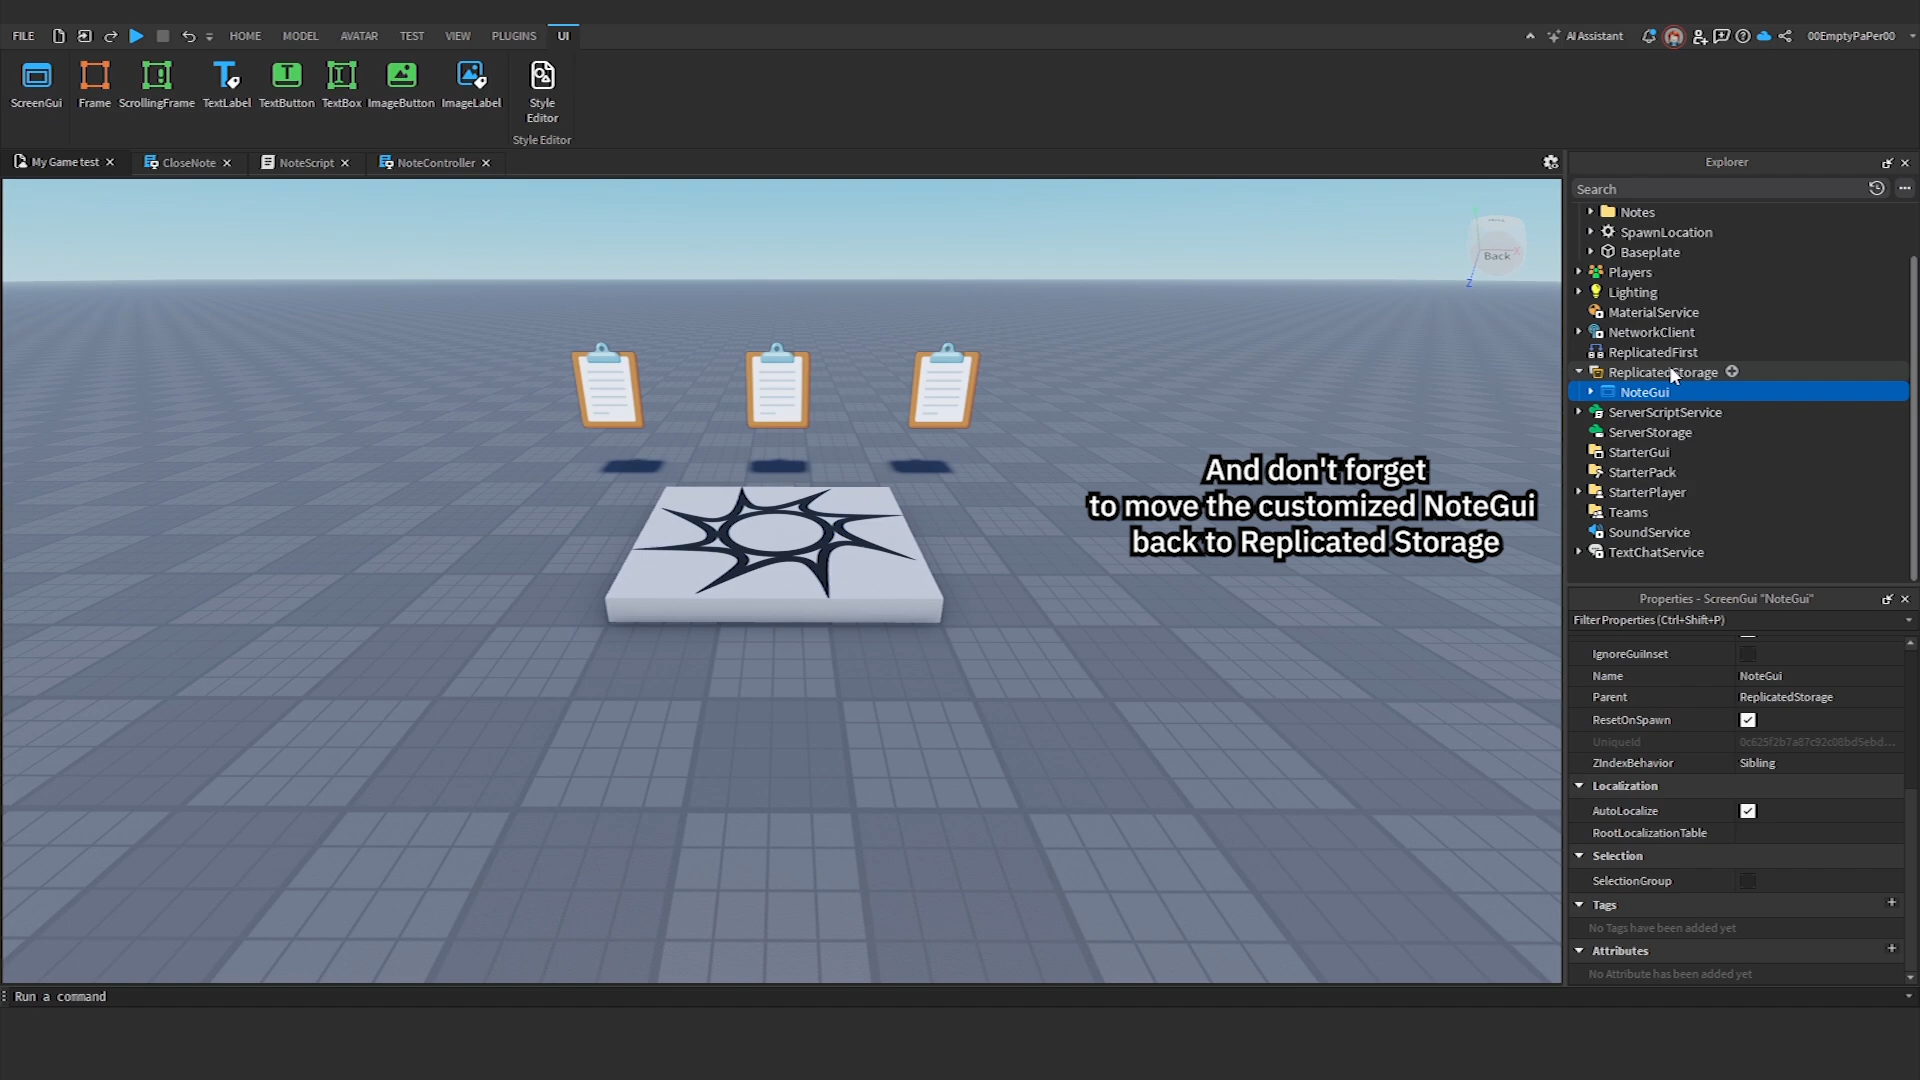 FILE
HOME
MODEL
AVATAR
TEST
VIEW
PLUGINS
UI
AI Assistant
00EmptyPaPer00
ScreenGui
Frame
ScrollingFrame
TextLabel
TextButton
TextBox
ImageButton
ImageLabel
Style
Editor
Style Editor
My Game test
CloseNote
NoteScript
NoteController
Back
And don't forget
to move the customized NoteGui
back to Replicated Storage
Explorer
Search
Notes
SpawnLocation
Baseplate
Players
Lighting
MaterialService
NetworkClient
ReplicatedFirst
ReplicatedStorage
NoteGui
ServerScriptService
ServerStorage
StarterGui
StarterPack
StarterPlayer
Teams
SoundService
TextChatService
Properties - ScreenGui "NoteGui"
Filter Properties (Ctrl+Shift+P)
IgnoreGuiInset
Name NoteGui
Parent ReplicatedStorage
ResetOnSpawn
UniqueId 0c625f2b7a87c92c08bd5ebd...
ZIndexBehavior Sibling
Localization
AutoLocalize
RootLocalizationTable
Selection
SelectionGroup
Tags
No Tags have been added yet
Attributes
No Attribute has been added yet
Run a command